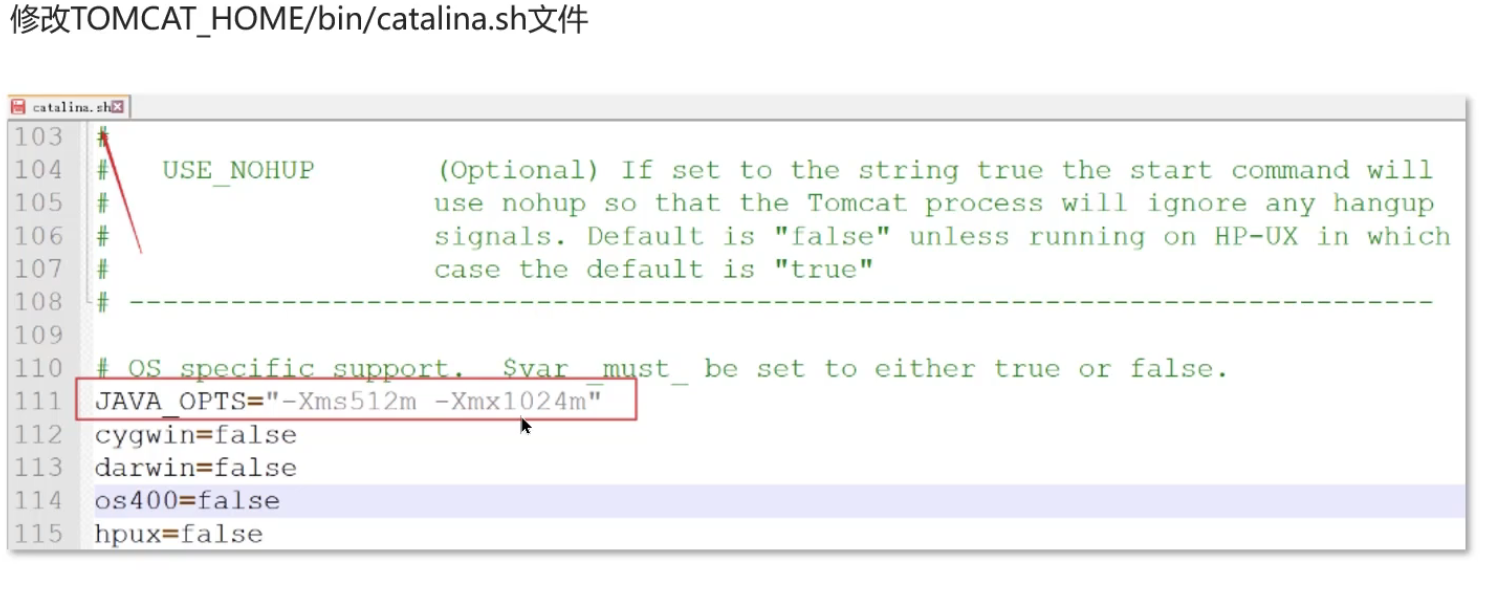 修改TOMCAT_HOME/bin/catalina.sh文件
catalina.sh
103 #
104 # USE_NOHUP (Optional) If set to the string true the start command will
105 # use nohup so that the Tomcat process will ignore any hangup
106 # signals. Default is "false" unless running on HP-UX in which
107 # case the default is "true"
108 # -----------------------------------------------------------------------------
109
110 # OS specific support. $var _must_ be set to either true or false.
111 JAVA_OPTS="-Xms512m -Xmx1024m"
112 cygwin=false
113 darwin=false
114 os400=false
115 hpux=false